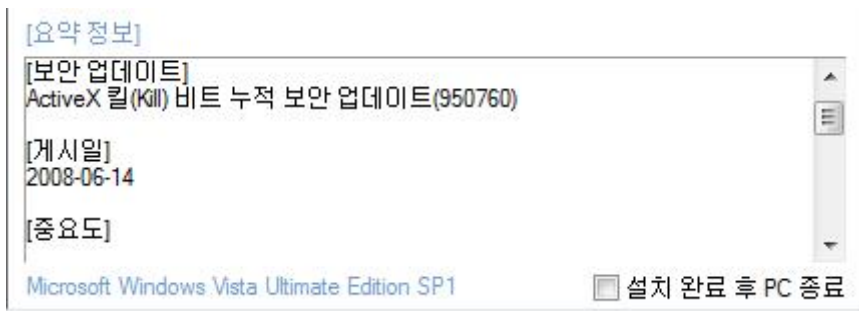 [요약 정보]
[보안 업데이트]
ActiveX 킬(Kill) 비트 누적 보안 업데이트(950760)
[게시일]
2008-06-14
[중요도]
Microsoft Windows Vista Ultimate Edition SP1
설치 완료 후 PC 종료